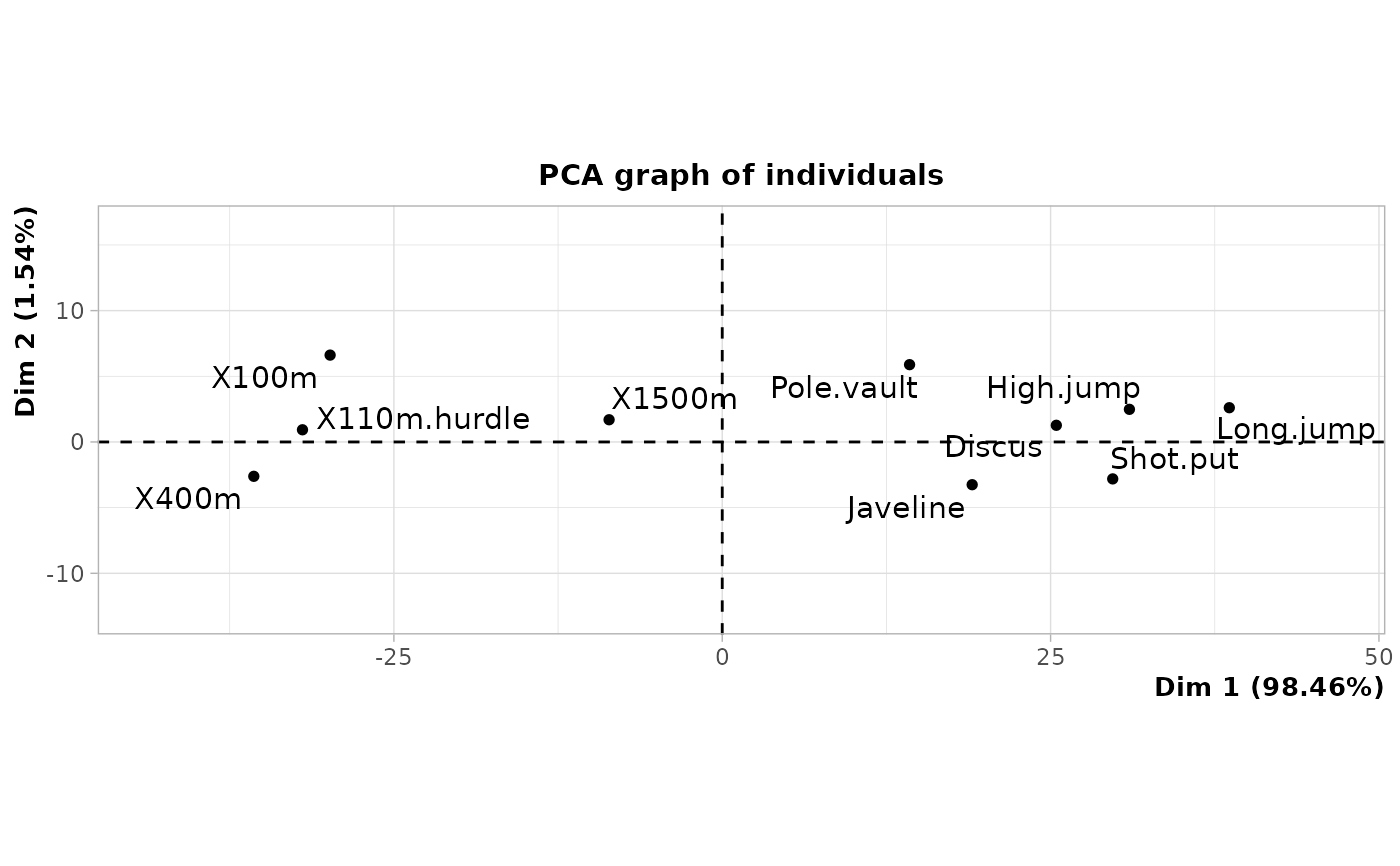 PCA graph of individuals
Dim 2 (1.54%)
10
0
-10
X100m
X110m.hurdle
X400m
X1500m
Pole.vault
High.jump
Long.jump
Discus
Shot.put
Javeline
-25
0
25
50
Dim 1 (98.46%)